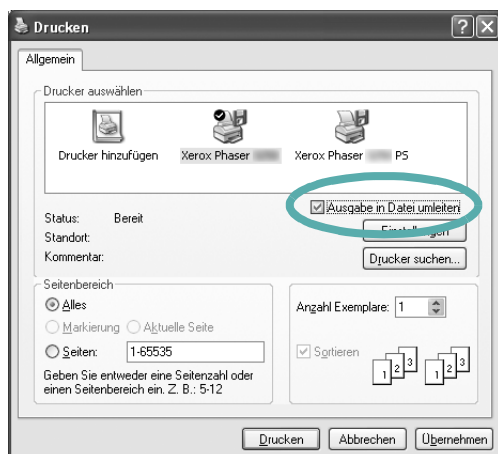 Drucken
Allgemein
Drucker auswählen
Drucker hinzufügen
Xerox Phaser
Xerox Phaser PS
Ausgabe in Datei umleiten
Status: Bereit
Standort:
Kommentar:
Einstellungen
Drucker suchen...
Seitenbereich
Alles
Markierung Aktuelle Seite
Seiten: 1-65535
Geben Sie entweder eine Seitenzahl oder
einen Seitenbereich ein. Z. B.: 5-12
Anzahl Exemplare: 1
Sortieren
1 2 3 1 2 3
Drucken Abbrechen Übernehmen